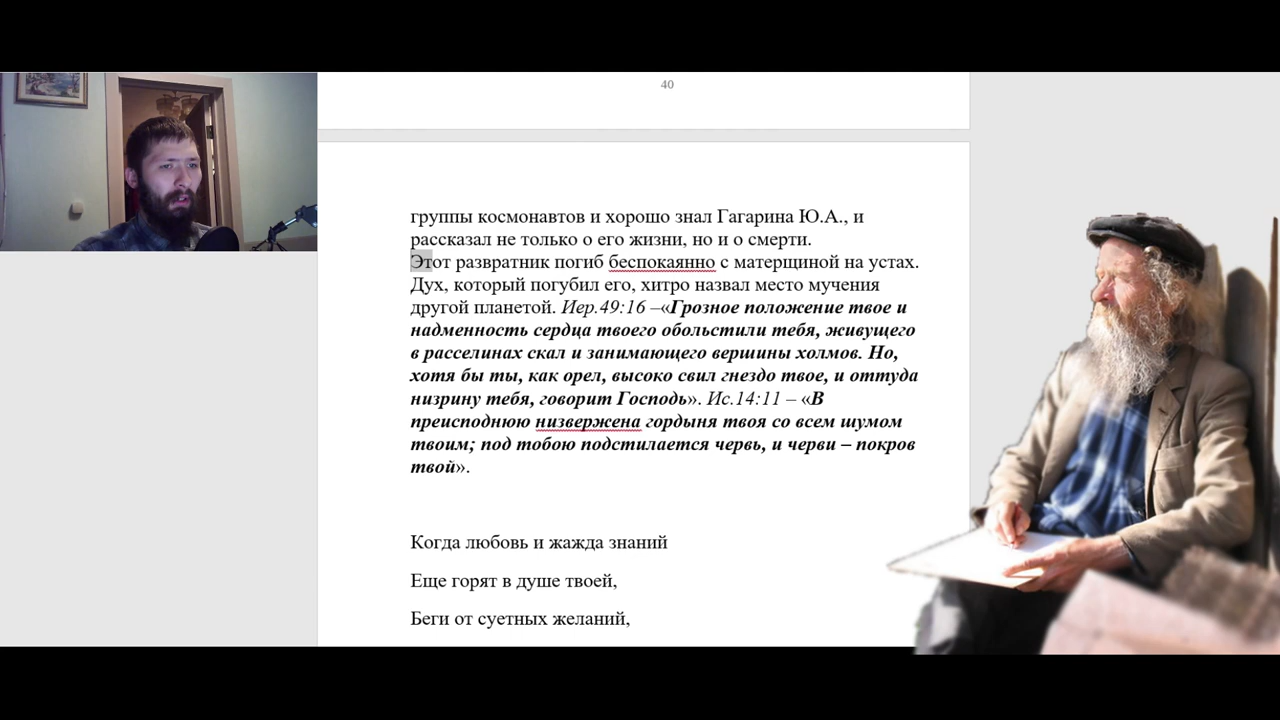 40
группы космонавтов и хорошо знал Гагарина Ю.А., и
рассказал не только о его жизни, но и о смерти.
Этот развратник погиб беспокаянно с матерщиной на устах.
Дух, который погубил его, хитро назвал место мучения
другой планетой. Иер.49:16 –«Грозное положение твое и
надменность сердца твоего обольстили тебя, живущего
в расселинах скал и занимающего вершины холмов. Но,
хотя бы ты, как орел, высоко свил гнездо твое, и оттуда
низрину тебя, говорит Господь». Ис.14:11 – «В
преисподнюю низвержена гордыня твоя со всем шумом
твоим; под тобою подстилается червь, и черви – покров
твой».
Когда любовь и жажда знаний
Еще горят в душе твоей,
Беги от суетных желаний,